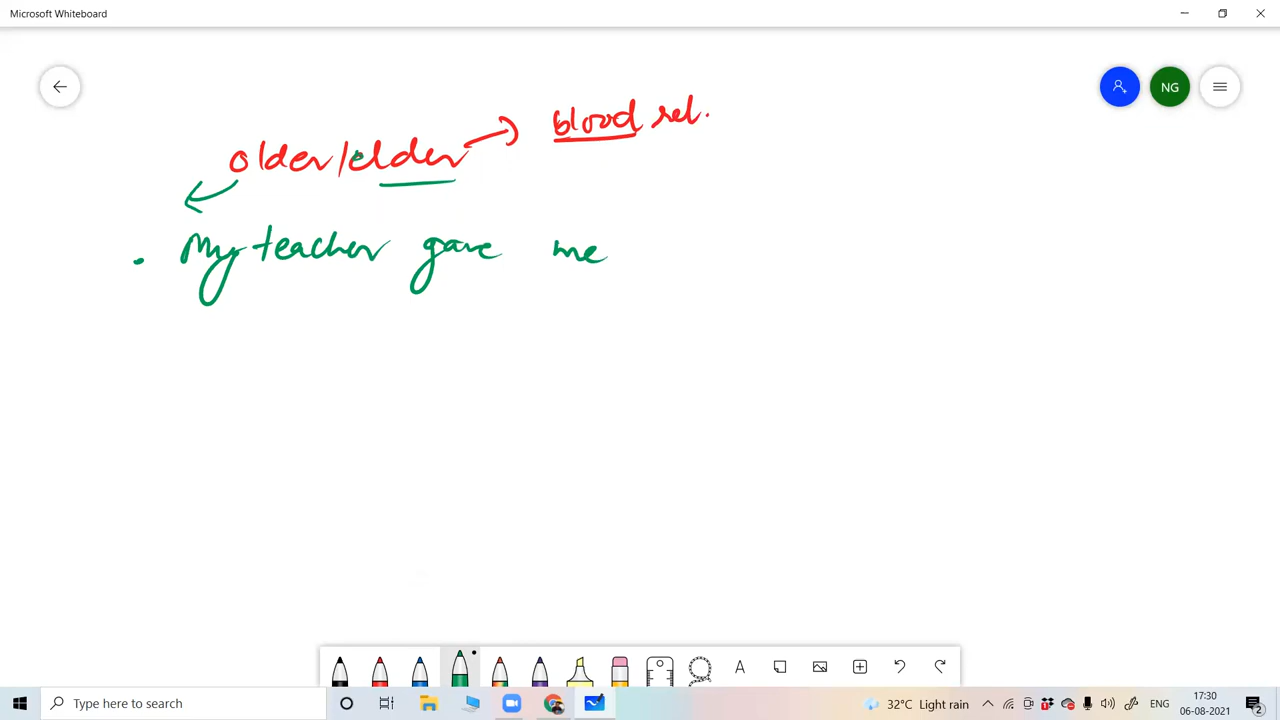 Microsoft Whiteboard
NG
blood rel.
older/elder
. My teacher gave me
A
Type here to search
32°C Light rain
ENG
17:30
06-08-2021
2